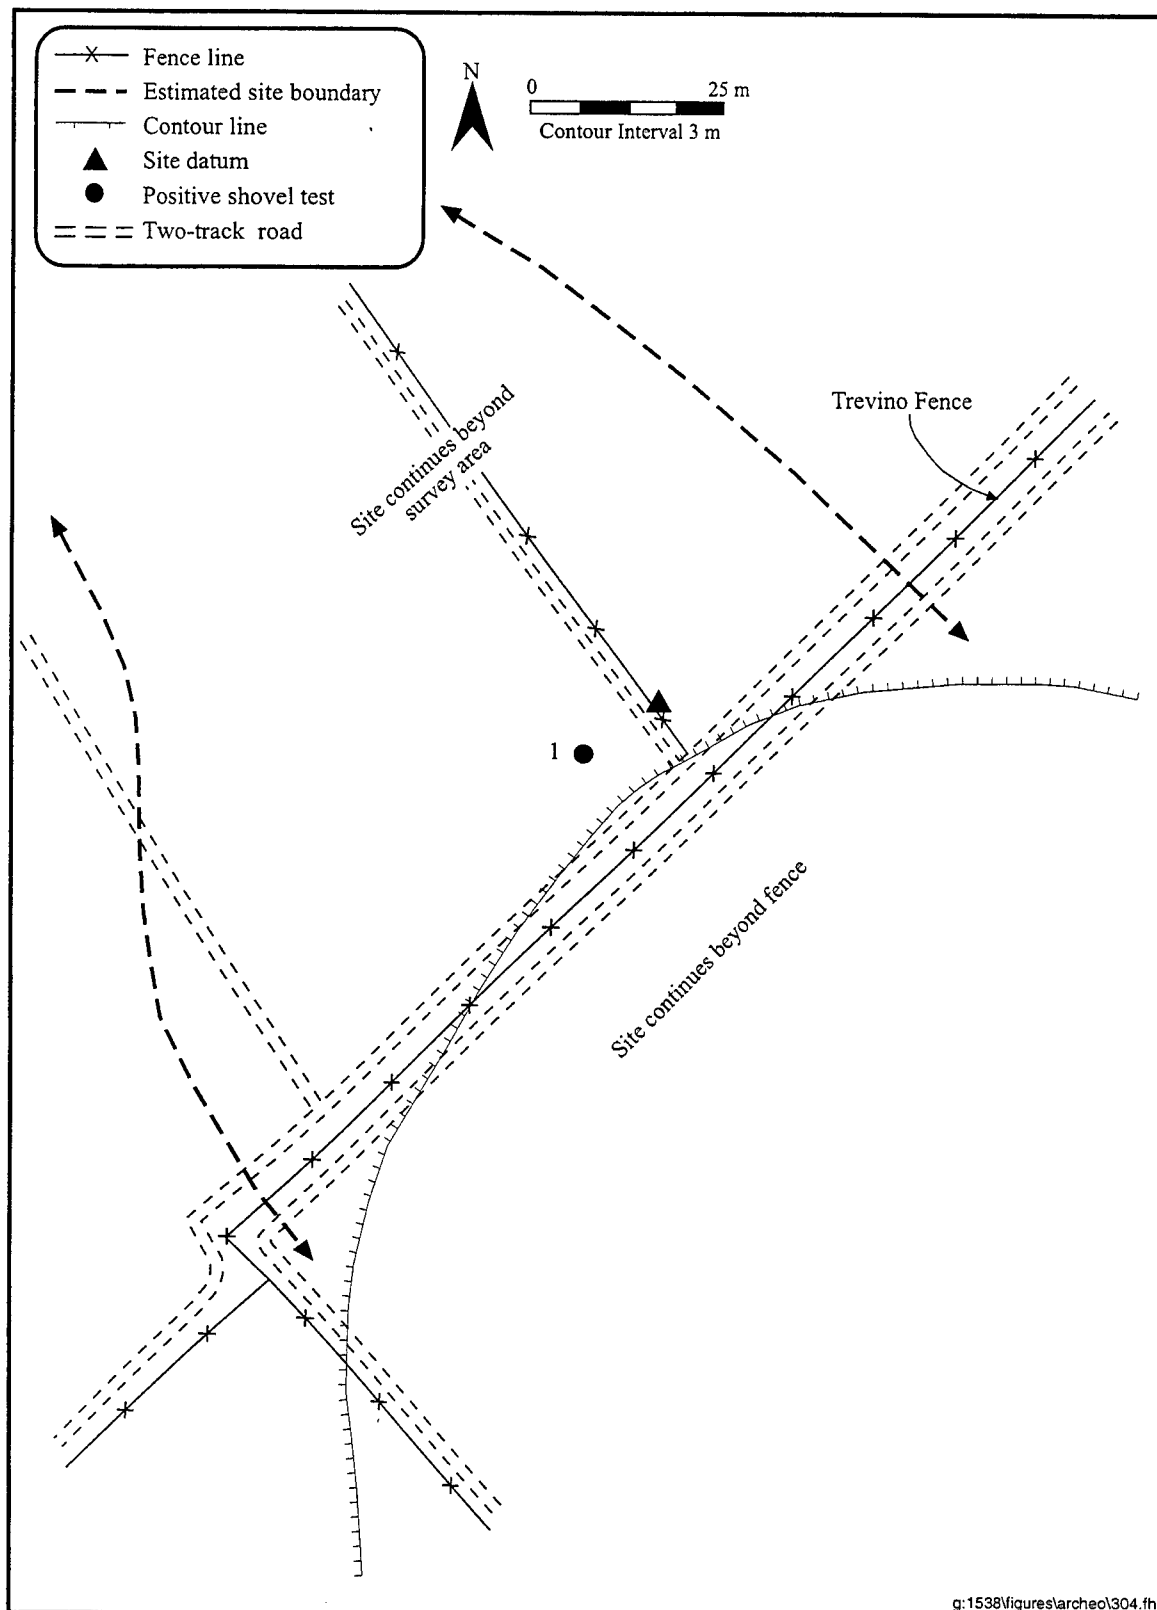 Fence line
Estimated site boundary
Contour line
Site datum
Positive shovel test
Two-track road
N
0 25 m
Contour Interval 3 m
Trevino Fence
Site continues beyond
survey area
1
Site continues beyond fence
g:1538\figures\archeo\304.fh